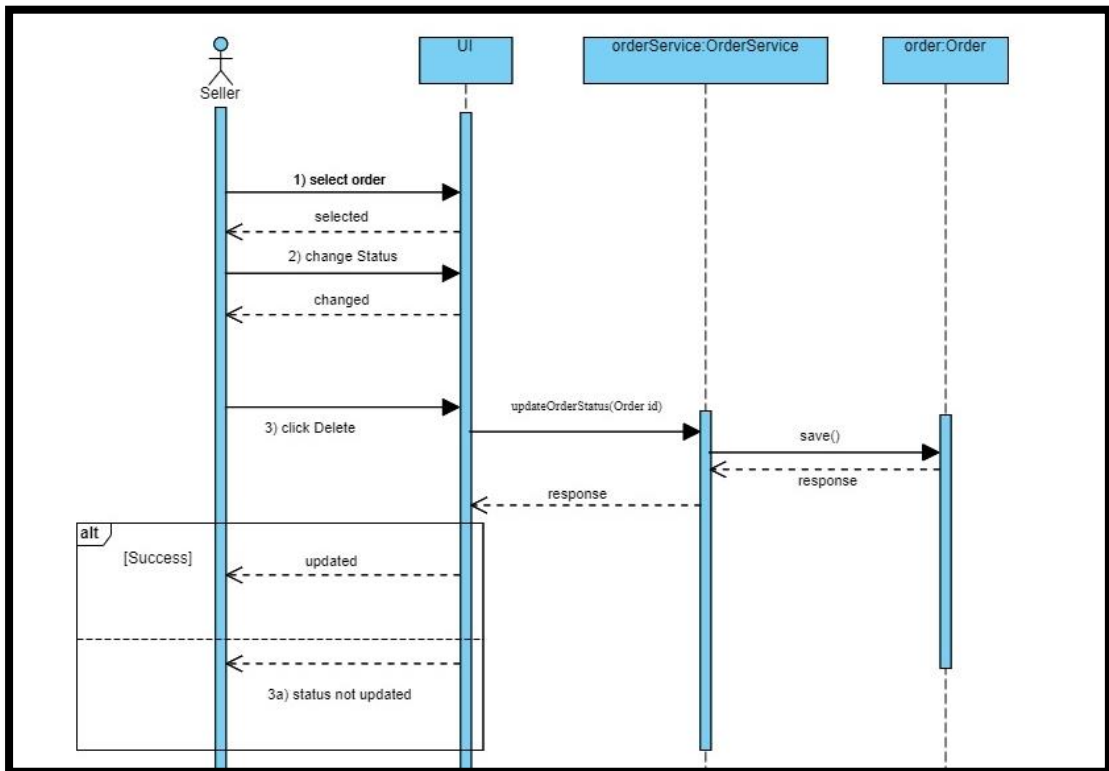 UI
orderService:OrderService
order:Order
Seller
1) select order
selected
2) change Status
changed
updateOrderStatus(Order id)
3) click Delete
save()
response
response
alt
[Success]
updated
3a) status not updated